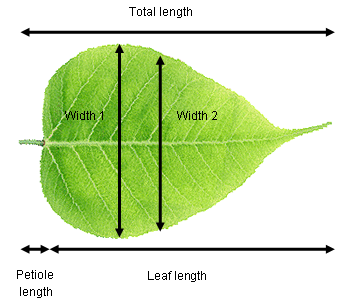 Total length
Width 1
Width 2
Petiole
length
Leaf length